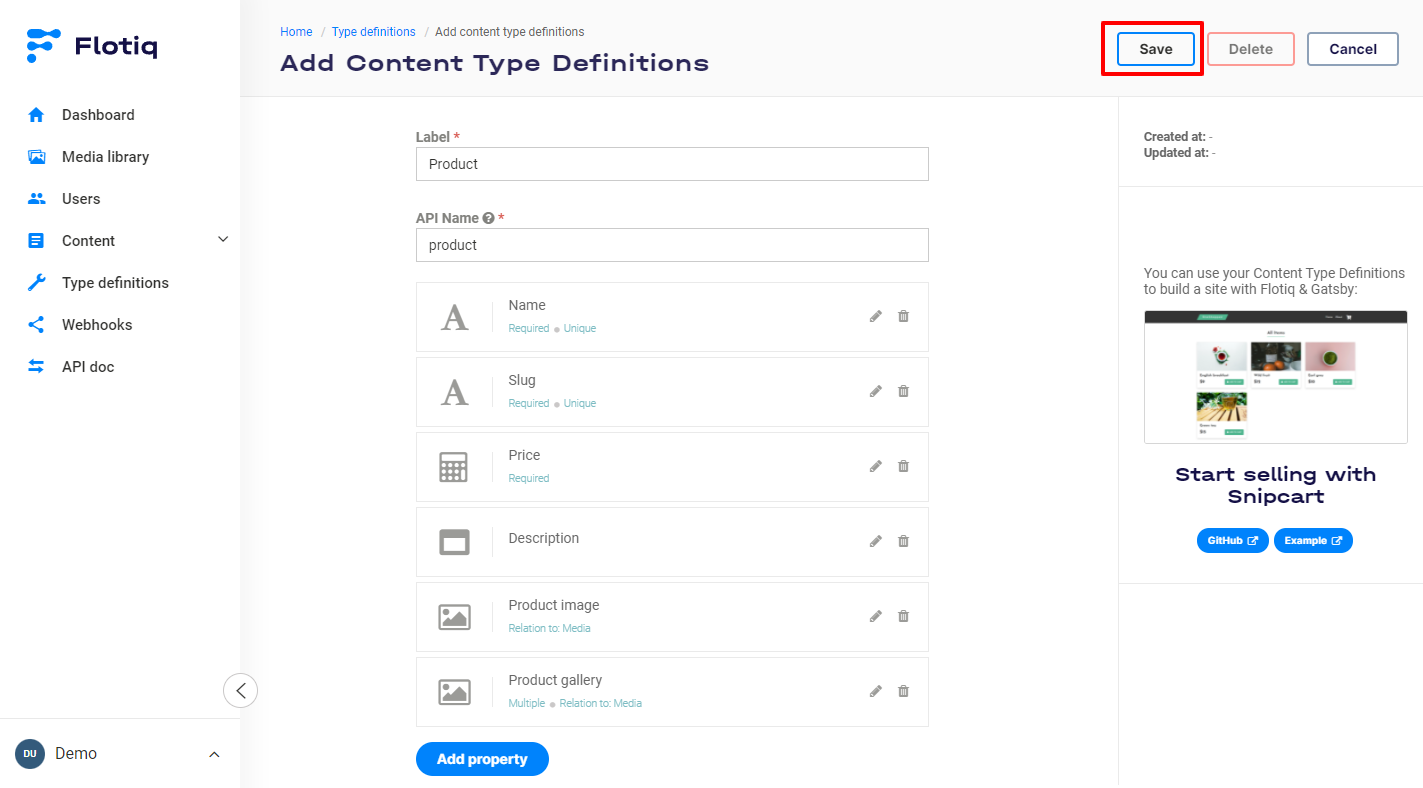 Flotiq
Dashboard
Media library
Users
Content
Type definitions
Webhooks
API doc
DU Demo
Home / Type definitions / Add content type definitions
Add Content Type Definitions
Save Delete Cancel
Label *
Product
API Name ? *
product
Name
Required Unique
Slug
Required Unique
Price
Required
Description
Product image
Relation to: Media
Product gallery
Multiple Relation to: Media
Add property
Created at: -
Updated at: -
You can use your Content Type Definitions
to build a site with Flotiq & Gatsby:
All items
Start selling with
Snipcart
GitHub Example